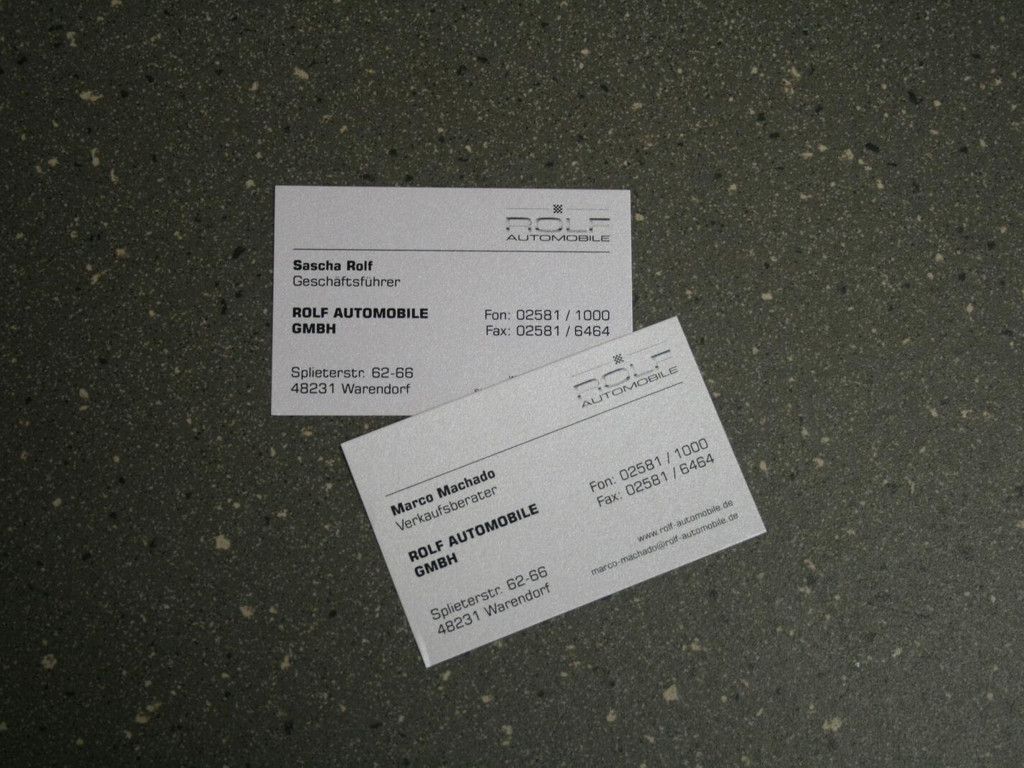 ROLF
AUTOMOBILE
Sascha Rolf
Geschäftsführer
ROLF AUTOMOBILE
GMBH
Fon: 02581 / 1000
Fax: 02581 / 6464
Splieterstr. 62-66
48231 Warendorf
ROLF
AUTOMOBILE
Marco Machado
Verkaufsberater
ROLF AUTOMOBILE
GMBH
Fon: 02581 / 1000
Fax: 02581 / 6464
Splieterstr. 62-66
48231 Warendorf
www.rolf-automobile.de
marco-machado@rolf-automobile.de